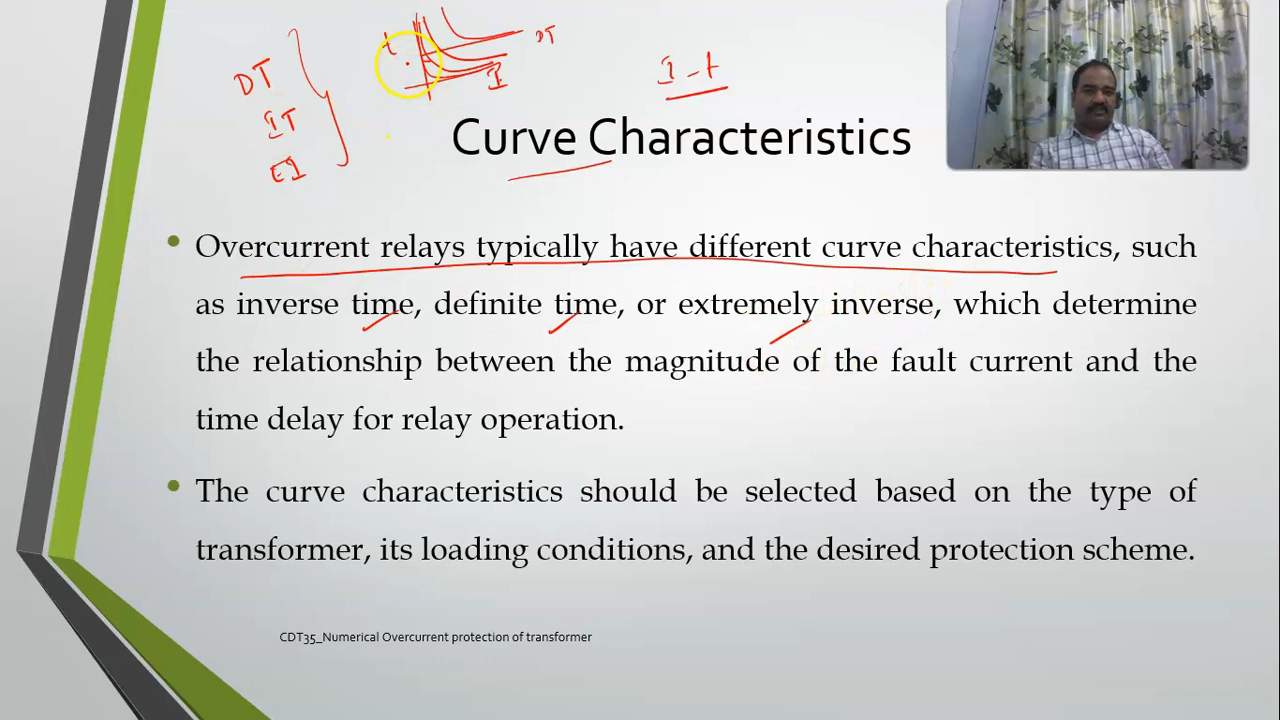 DT
IT
EI
t
I
DT
I-t
Curve Characteristics
• Overcurrent relays typically have different curve characteristics, such
as inverse time, definite time, or extremely inverse, which determine
the relationship between the magnitude of the fault current and the
time delay for relay operation.
• The curve characteristics should be selected based on the type of
transformer, its loading conditions, and the desired protection scheme.
CDT35_Numerical Overcurrent protection of transformer